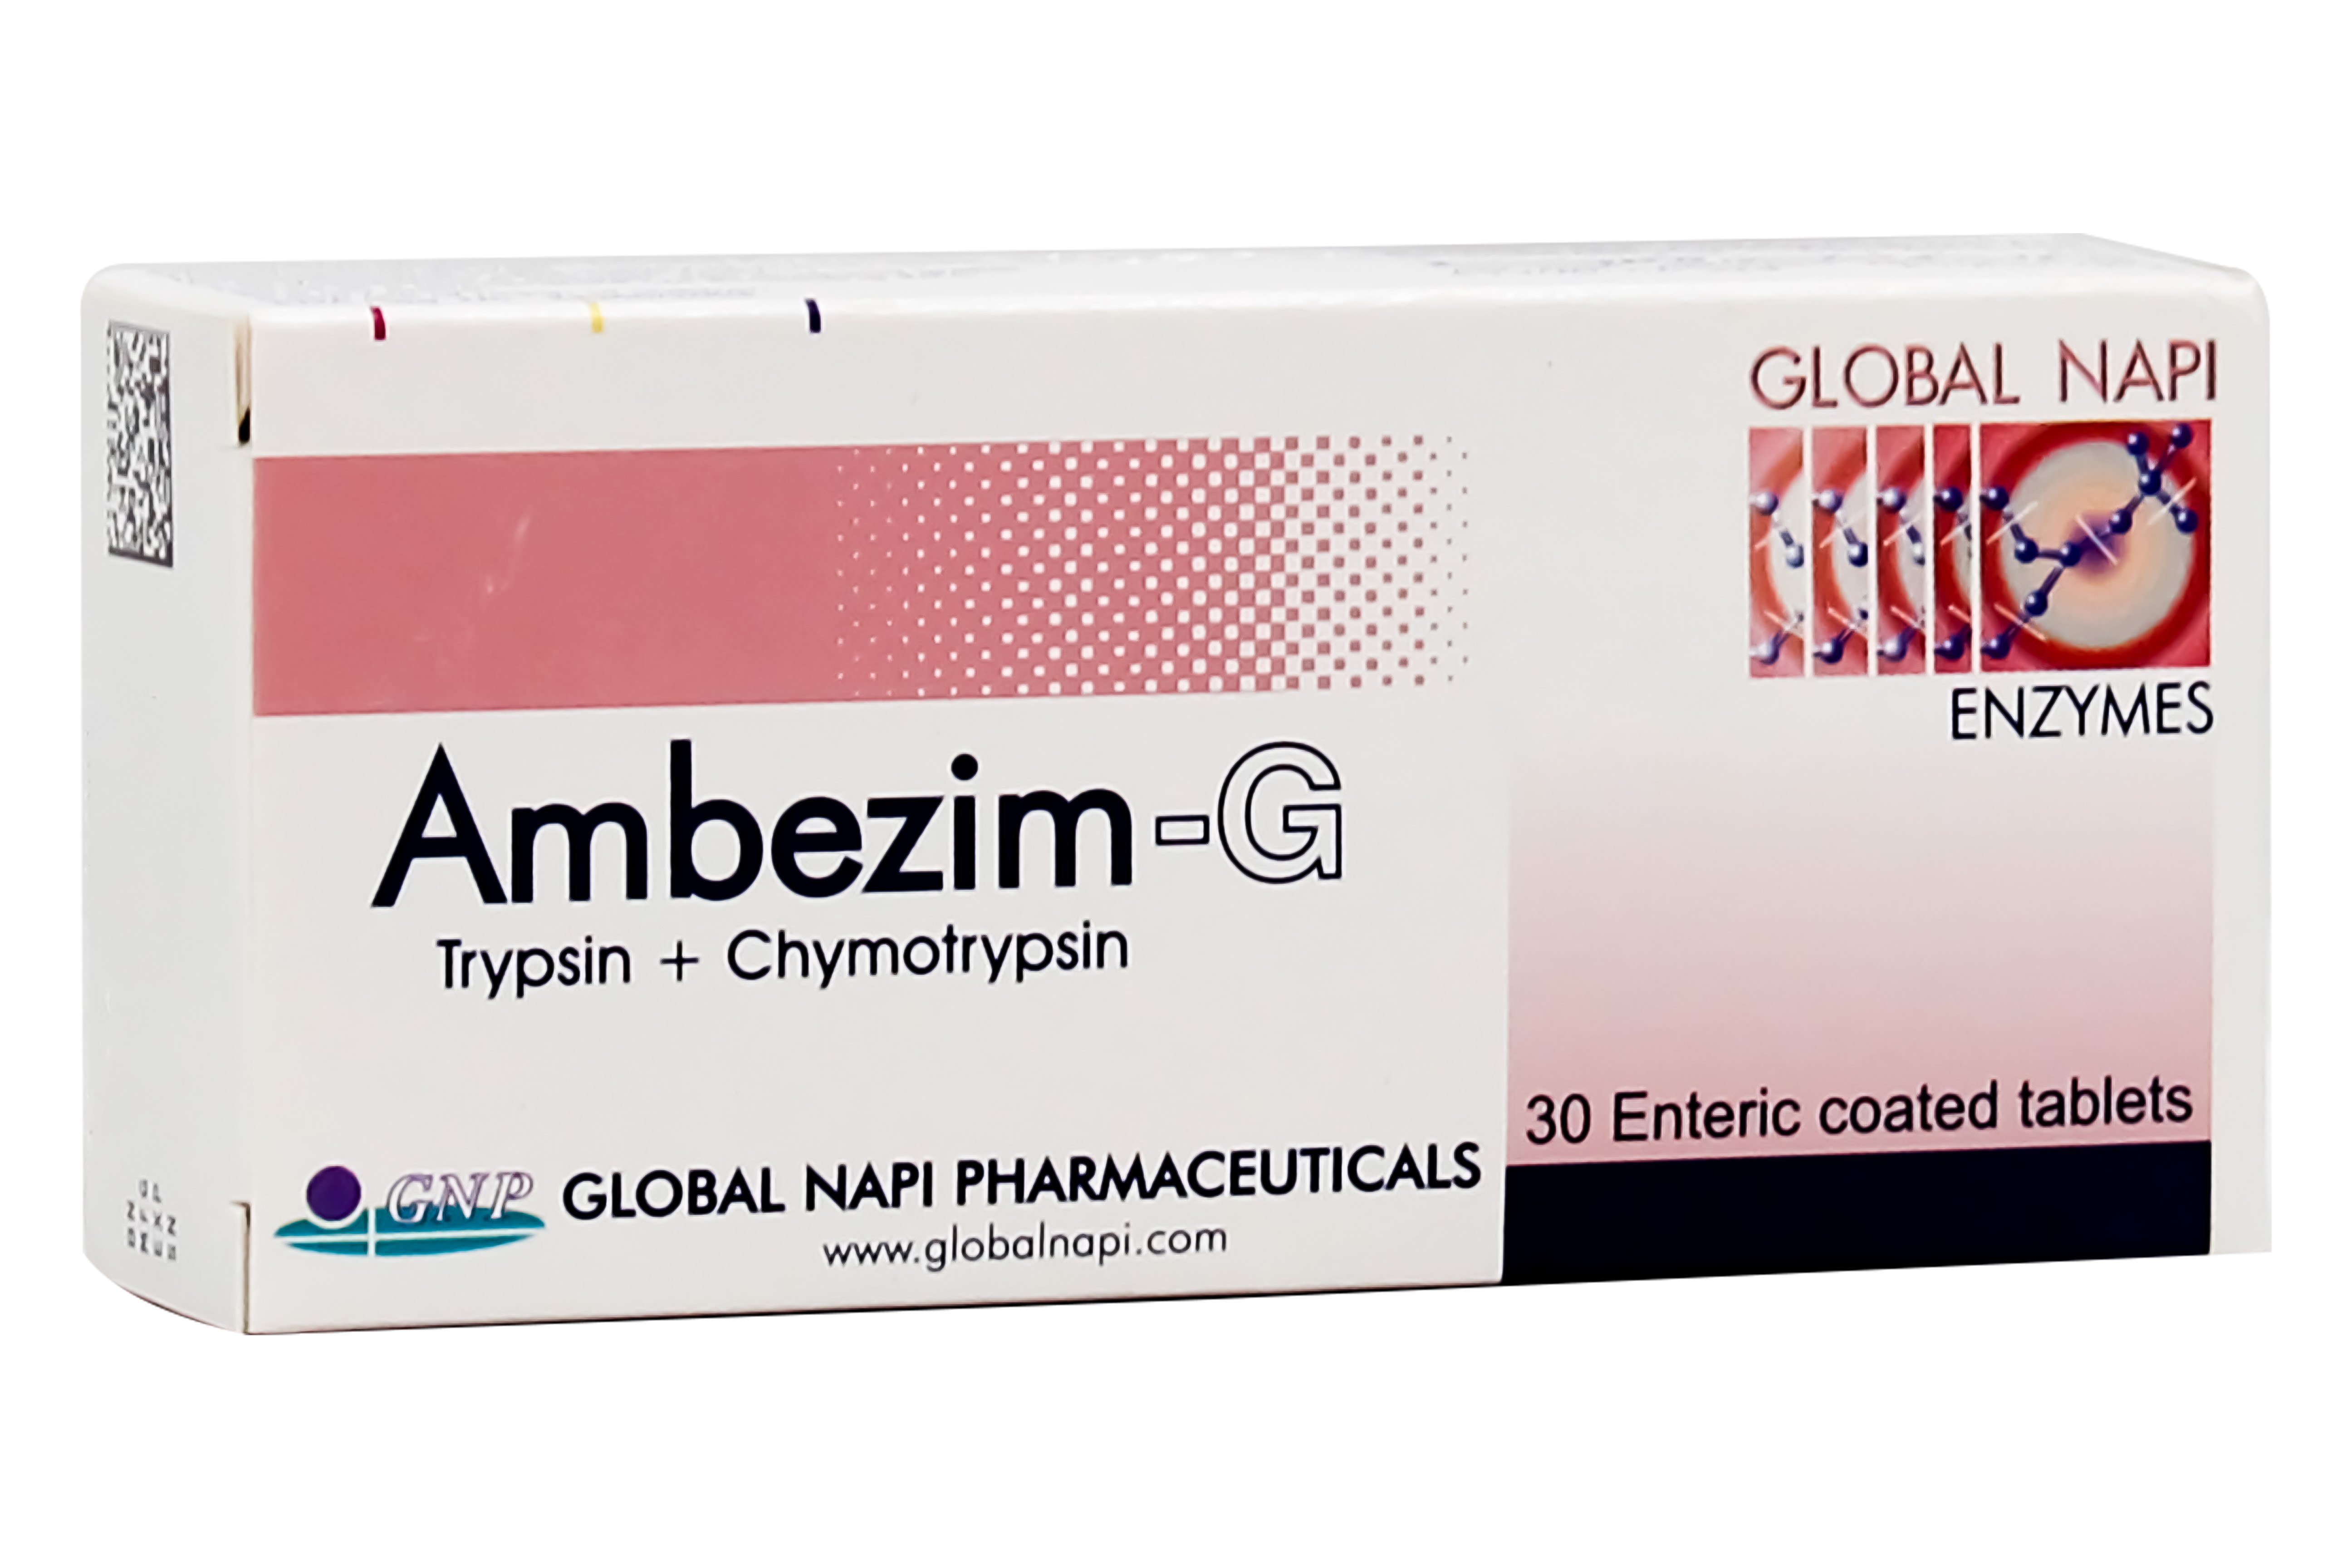 GLOBAL NAPI
ENZYMES
Ambezim-G
Trypsin + Chymotrypsin
30 Enteric coated tablets
GNP GLOBAL NAPI PHARMACEUTICALS
www.globalnapi.com